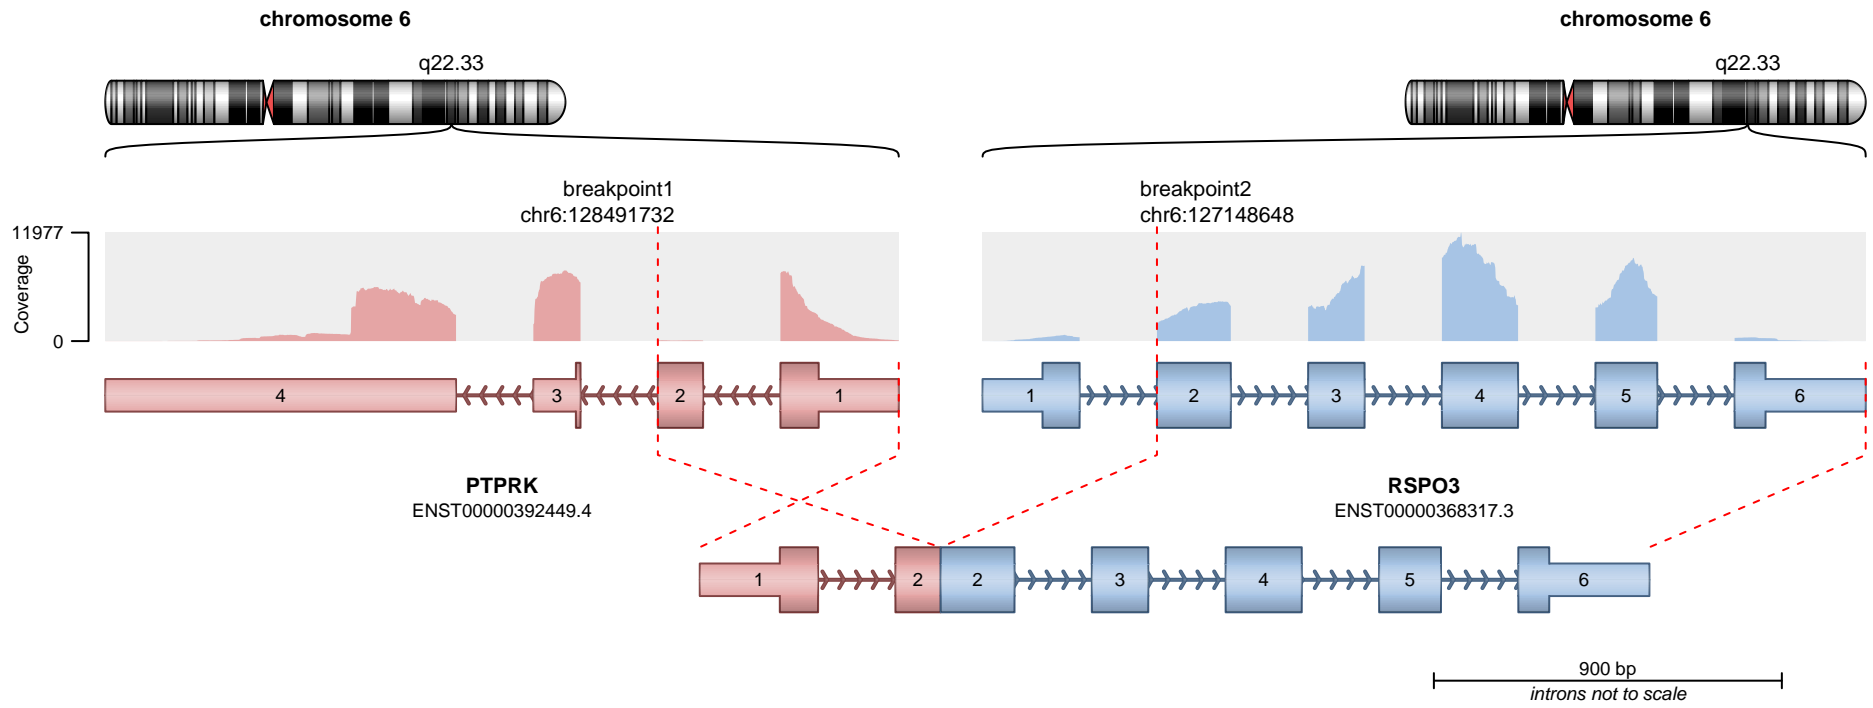 chromosome 6
chromosome 6
q22.33
q22.33
breakpoint1
chr6:128491732
breakpoint2
chr6:127148648
11977
Coverage
0
4
3
2
1
1
2
3
4
5
6
PTPRK
ENST00000392449.4
RSPO3
ENST00000368317.3
1
2
2
3
4
5
6
900 bp
introns not to scale